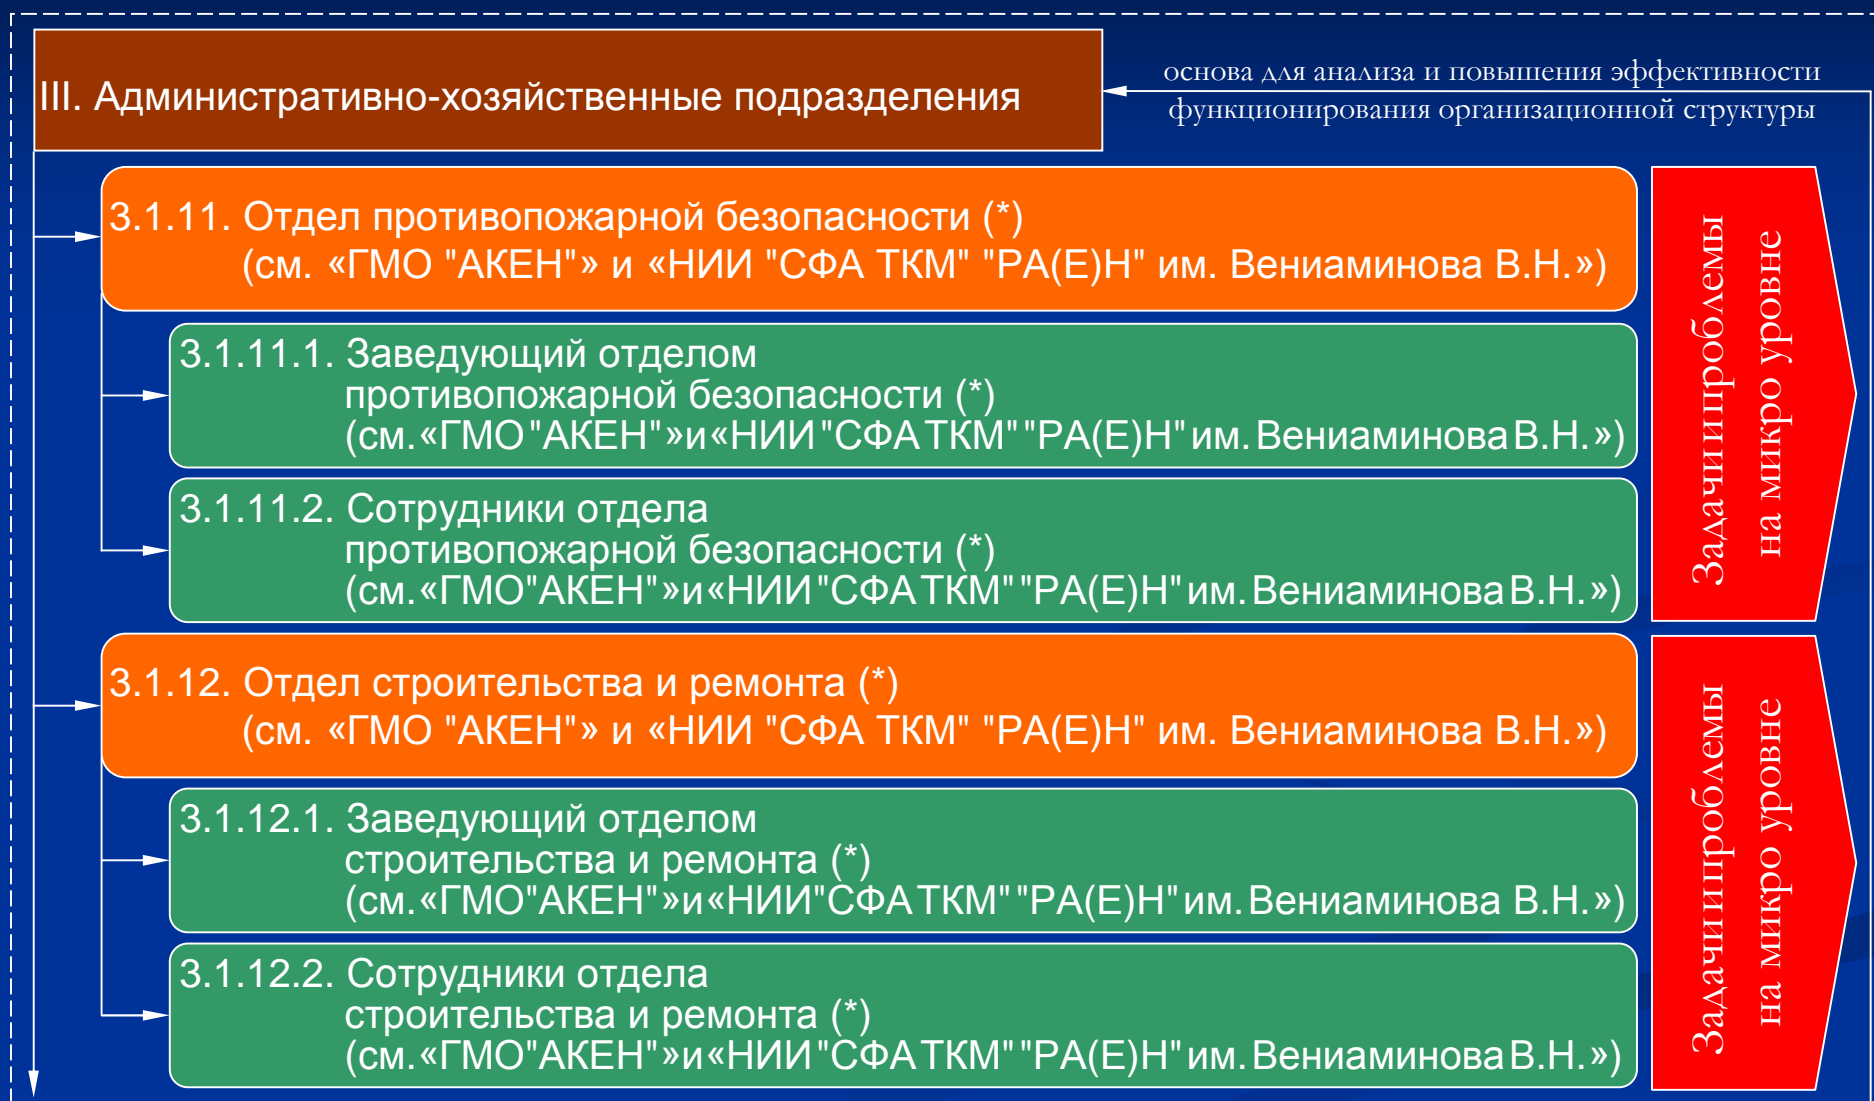 III. Административно-хозяйственные подразделения
основа для анализа и повышения эффективности
функционирования организационной структуры
3.1.11. Отдел противопожарной безопасности (*)
(см. «ГМО "АКЕН"» и «НИИ "СФА ТКМ" "РА(Е)Н" им. Вениаминова В.Н.»)
3.1.11.1. Заведующий отделом
противопожарной безопасности (*)
(см. «ГМО "АКЕН"» и «НИИ "СФА ТКМ" "РА(Е)Н" им. Вениаминова В.Н.»)
3.1.11.2. Сотрудники отдела
противопожарной безопасности (*)
(см. «ГМО "АКЕН"» и «НИИ "СФА ТКМ" "РА(Е)Н" им. Вениаминова В.Н.»)
Задачи и проблемы
на микро уровне
3.1.12. Отдел строительства и ремонта (*)
(см. «ГМО "АКЕН"» и «НИИ "СФА ТКМ" "РА(Е)Н" им. Вениаминова В.Н.»)
3.1.12.1. Заведующий отделом
строительства и ремонта (*)
(см. «ГМО "АКЕН"» и «НИИ "СФА ТКМ" "РА(Е)Н" им. Вениаминова В.Н.»)
3.1.12.2. Сотрудники отдела
строительства и ремонта (*)
(см. «ГМО "АКЕН"» и «НИИ "СФА ТКМ" "РА(Е)Н" им. Вениаминова В.Н.»)
Задачи и проблемы
на микро уровне